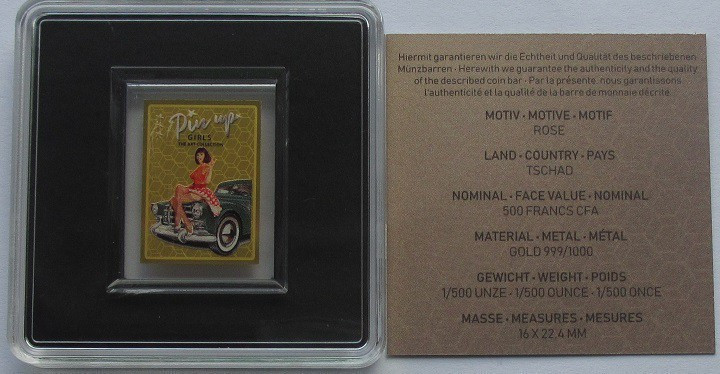 Pin up
GIRLS
THE ART COLLECTION
Hiermit garantieren wir die Echtheit und Qualität des beschriebenen
Münzbarren · Herewith we guarantee the authenticity and the quality
of the described coin bar · Par la présente, nous garantissons
l'authenticité et la qualité de la barre de monnaie décrite.
MOTIV · MOTIVE · MOTIF
ROSE
LAND · COUNTRY · PAYS
TSCHAD
NOMINAL · FACE VALUE · NOMINAL
500 FRANCS CFA
MATERIAL · METAL · MÉTAL
GOLD 999/1000
GEWICHT · WEIGHT · POIDS
1/500 UNZE · 1/500 OUNCE · 1/500 ONCE
MASSE · MEASURES · MESURES
16 X 22,4 MM